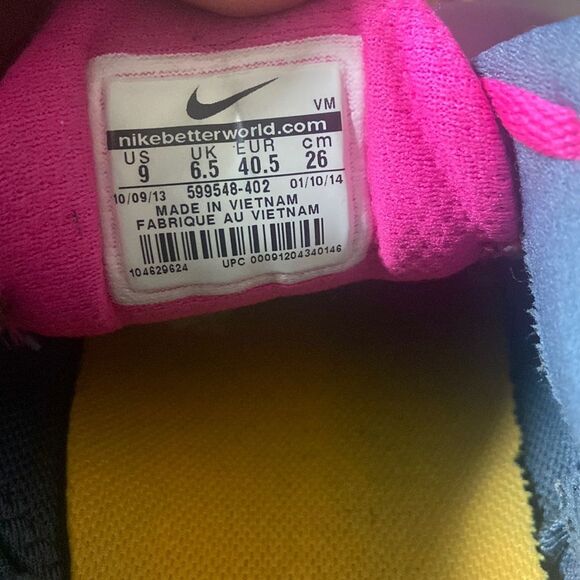 VM
nikebetterworld.com
US UK EUR cm
9 6.5 40.5 26
10/09/13 599548-402 01/10/14
MADE IN VIETNAM
FABRIQUE AU VIETNAM
104629624 UPC 00091204340146